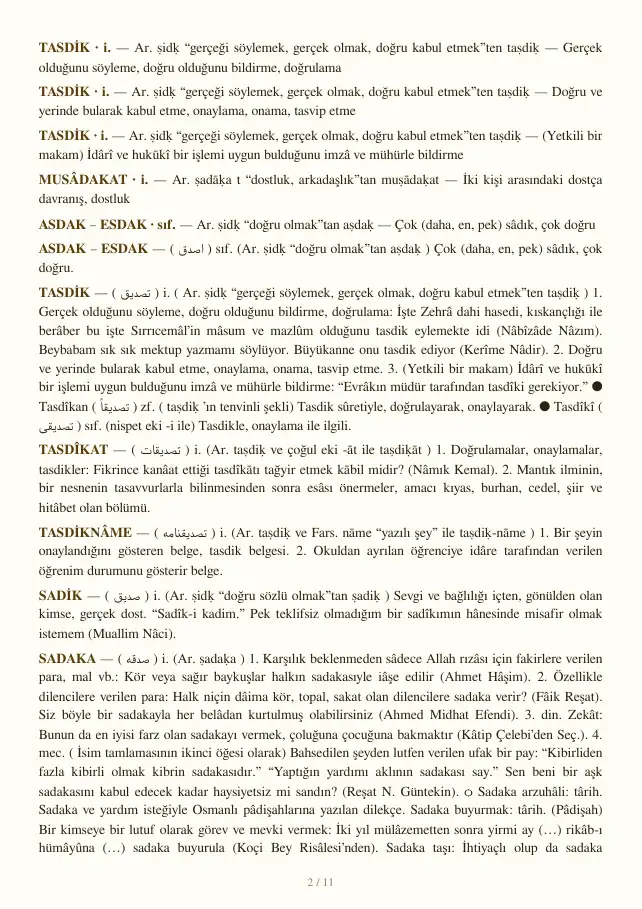 TASDİK · i. — Ar. ṣidḳ “gerçeği söylemek, gerçek olmak, doğru kabul etmek”ten taṣdiḳ — Gerçek
olduğunu söyleme, doğru olduğunu bildirme, doğrulama
TASDİK · i. — Ar. ṣidḳ “gerçeği söylemek, gerçek olmak, doğru kabul etmek”ten taṣdiḳ — Doğru ve
yerinde bularak kabul etme, onaylama, onama, tasvip etme
TASDİK · i. — Ar. ṣidḳ “gerçeği söylemek, gerçek olmak, doğru kabul etmek”ten taṣdiḳ — (Yetkili bir
makam) İdârî ve hukūkī bir işlemi uygun bulduğunu imzâ ve mühürle bildirme
MUSÂDAKAT · i. — Ar. ṣadāḳa t “dostluk, arkadaşlık”tan muṣādaḳat — İki kişi arasındaki dostça
davranış, dostluk
ASDAK – ESDAK · sıf. — Ar. ṣidḳ “doğru olmak”tan aṣdaḳ — Çok (daha, en, pek) sâdık, çok doğru
ASDAK – ESDAK — ( اصدق ) sıf. (Ar. ṣidḳ “doğru olmak”tan aṣdaḳ ) Çok (daha, en, pek) sâdık, çok
doğru.
TASDİK — ( تصديق ) i. ( Ar. ṣidḳ “gerçeği söylemek, gerçek olmak, doğru kabul etmek”ten taṣdiḳ ) 1.
Gerçek olduğunu söyleme, doğru olduğunu bildirme, doğrulama: İşte Zehrâ dahi hasedi, kıskançlığı ile
berâber bu işte Sırrıcemâl’in mâsum ve mazlûm olduğunu tasdik eylemekte idi (Nâbîzâde Nâzım).
Beybabam sık sık mektup yazmamı söylüyor. Büyükanne onu tasdik ediyor (Kerîme Nâdir). 2. Doğru
ve yerinde bularak kabul etme, onaylama, onama, tasvip etme. 3. (Yetkili bir makam) İdârî ve hukūkī
bir işlemi uygun bulduğunu imzâ ve mühürle bildirme: “Evrâkın müdür tarafından tasdîki gerekiyor.” ●
Tasdîkan ( تصديقاً ) zf. ( taṣdiḳ ’ın tenvinli şekli) Tasdik sûretiyle, doğrulayarak, onaylayarak. ● Tasdîkî (
تصديقى ) sıf. (nispet eki -i ile) Tasdikle, onaylama ile ilgili.
TASDİKAT — ( تصديقات ) i. (Ar. taṣdiḳ ve çoğul eki -āt ile taṣdiḳāt ) 1. Doğrulamalar, onaylamalar,
tasdikler: Fikrince kanâat ettiği tasdîkātı tağyir etmek kābil midir? (Nâmık Kemal). 2. Mantık ilminin,
bir nesnenin tasavvurlarla bilinmesinden sonra esâsı önermeler, amacı kıyas, burhan, cedel, şiir ve
hitâbet olan bölümü.
TASDİKNÂME — ( تصديقنامه ) i. (Ar. taṣdiḳ ve Fars. nāme “yazılı şey” ile taṣdiḳ-nāme ) 1. Bir şeyin
onaylandığını gösteren belge, tasdik belgesi. 2. Okuldan ayrılan öğrenciye idâre tarafından verilen
öğrenim durumunu gösterir belge.
SADİK — ( صديق ) i. (Ar. ṣidḳ “doğru sözlü olmak”tan ṣadiḳ ) Sevgi ve bağlılığı içten, gönülden olan
kimse, gerçek dost. “Sadîk-i kadim.” Pek teklifsiz olmadığım bir sadîkımın hânesinde misafir olmak
istemem (Muallim Nâci).
SADAKA — ( صدقه ) i. (Ar. ṣadaḳa ) 1. Karşılık beklenmeden sâdece Allah rızâsı için fakirlere verilen
para, mal vb.: Kör veya sağır baykuşlar halkın sadakasıyle iâşe edilir (Ahmet Hâşim). 2. Özellikle
dilencilere verilen para: Halk niçin dâima kör, topal, sakat olan dilencilere sadaka verir? (Fâik Reşat).
Siz böyle bir sadakayla her belâdan kurtulmuş olabilirsiniz (Ahmed Midhat Efendi). 3. din. Zekât:
Bunun da en iyisi farz olan sadakayı vermek, çoluğuna çocuğuna bakmaktır (Kâtip Çelebi’den Seç.). 4.
mec. ( İsim tamlamasının ikinci öğesi olarak) Bahsedilen şeyden lutfen verilen ufak bir pay: “Kibirliden
fazla kibirli olmak kibrin sadakasıdır.” “Yaptığın yardımı aklının sadakası say.” Sen beni bir aşk
sadakasını kabul edecek kadar haysiyetsiz mi sandın? (Reşat N. Güntekin). ○ Sadaka arzuhâli: târih.
Sadaka ve yardım isteğiyle Osmanlı pâdişahlarına yazılan dilekçe. Sadaka buyurmak: târih. (Pâdişah)
Bir kimseye bir lutuf olarak görev ve mevki vermek: İki yıl mülâzemetten sonra yirmi ay (…) rikâb-ı
hümâyûna (…) sadaka buyurula (Koçi Bey Risâlesi’nden). Sadaka taşı: İhtiyaçlı olup da sadaka
2 / 11